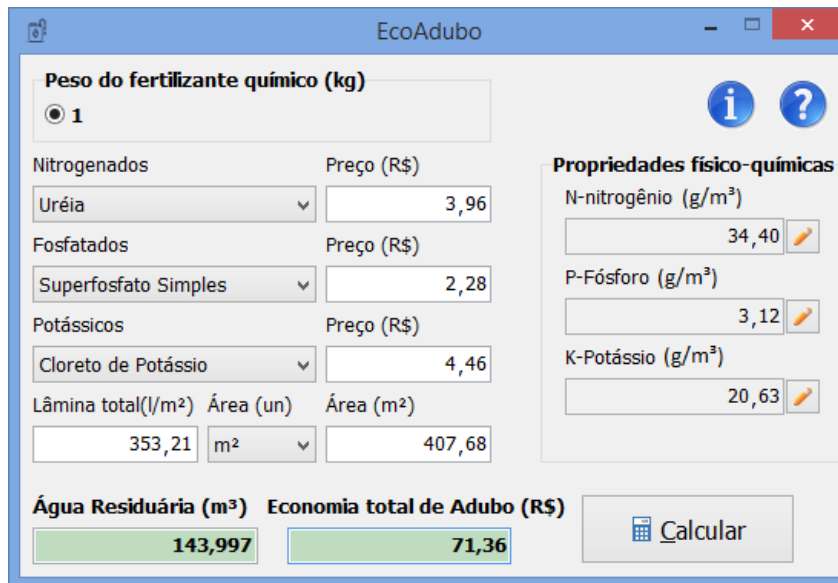 EcoAdubo
Peso do fertilizante químico (kg)
1
Nitrogenados Preço (R$)
Uréia 3,96
Fosfatados Preço (R$)
Superfosfato Simples 2,28
Potássicos Preço (R$)
Cloreto de Potássio 4,46
Lâmina total(l/m²) Área (un) Área (m²)
353,21 m² 407,68
Propriedades físico-químicas
N-nitrogênio (g/m³)
34,40
P-Fósforo (g/m³)
3,12
K-Potássio (g/m³)
20,63
Água Residuária (m³) Economia total de Adubo (R$)
143,997 71,36
Calcular